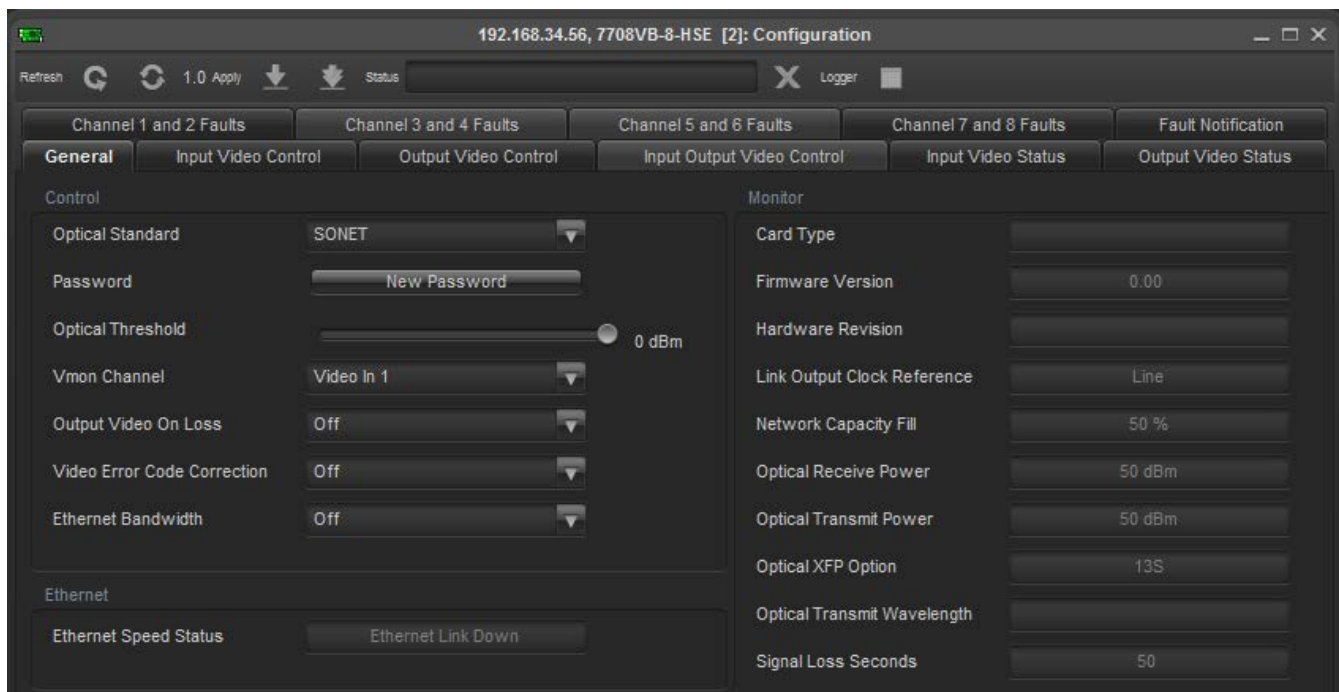 192.168.34.56, 7708VB-8-HSE [2]: Configuration
Refresh 1.0 Apply Status Logger
Channel 1 and 2 Faults Channel 3 and 4 Faults Channel 5 and 6 Faults Channel 7 and 8 Faults Fault Notification
General Input Video Control Output Video Control Input Output Video Control Input Video Status Output Video Status
Control
Optical Standard SONET
Password New Password
Optical Threshold 0 dBm
Vmon Channel Video In 1
Output Video On Loss Off
Video Error Code Correction Off
Ethernet Bandwidth Off
Ethernet
Ethernet Speed Status Ethernet Link Down
Monitor
Card Type
Firmware Version 0.00
Hardware Revision
Link Output Clock Reference Line
Network Capacity Fill 50 %
Optical Receive Power 50 dBm
Optical Transmit Power 50 dBm
Optical XFP Option 13S
Optical Transmit Wavelength
Signal Loss Seconds 50